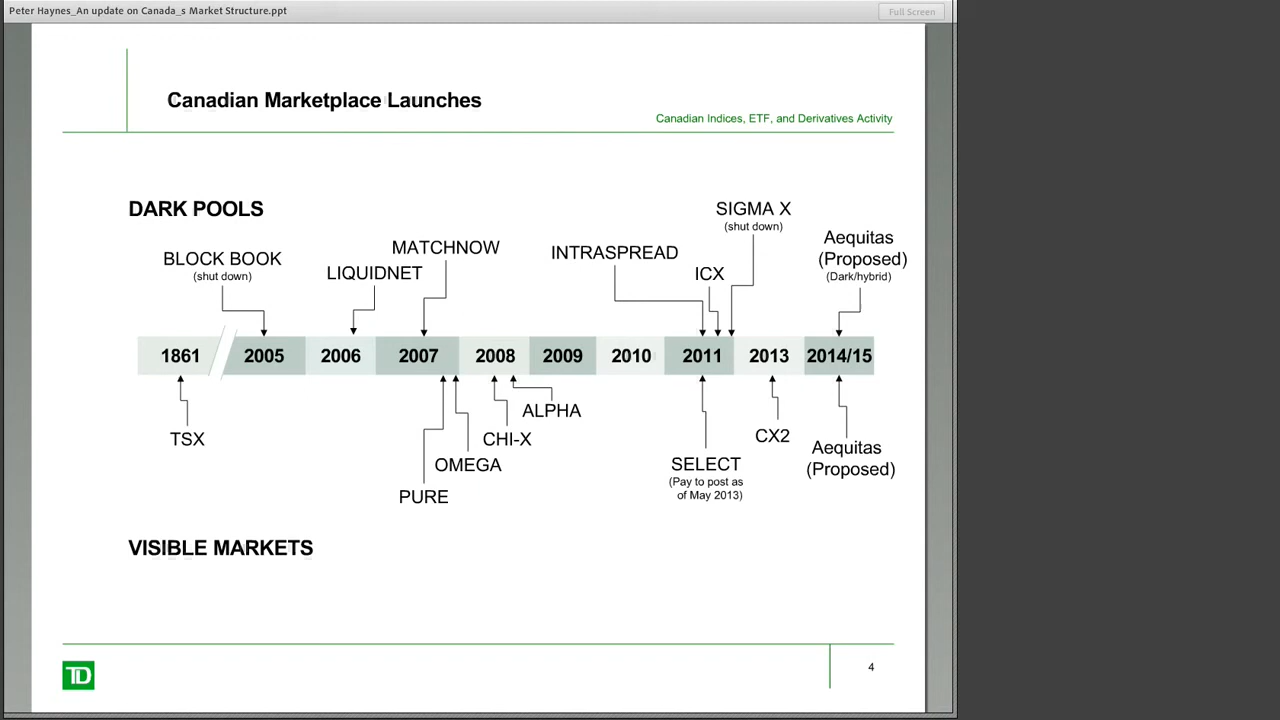 Peter Haynes_An update on Canada_s Market Structure.ppt
Full Screen
Canadian Marketplace Launches
Canadian Indices, ETF, and Derivatives Activity
DARK POOLS
BLOCK BOOK
(shut down)
LIQUIDNET
MATCHNOW
INTRASPREAD
ICX
SIGMA X
(shut down)
Aequitas
(Proposed)
(Dark/hybrid)
1861 2005 2006 2007 2008 2009 2010 2011 2013 2014/15
TSX
PURE
OMEGA
CHI-X
ALPHA
SELECT
(Pay to post as
of May 2013)
CX2
Aequitas
(Proposed)
VISIBLE MARKETS
TD
4